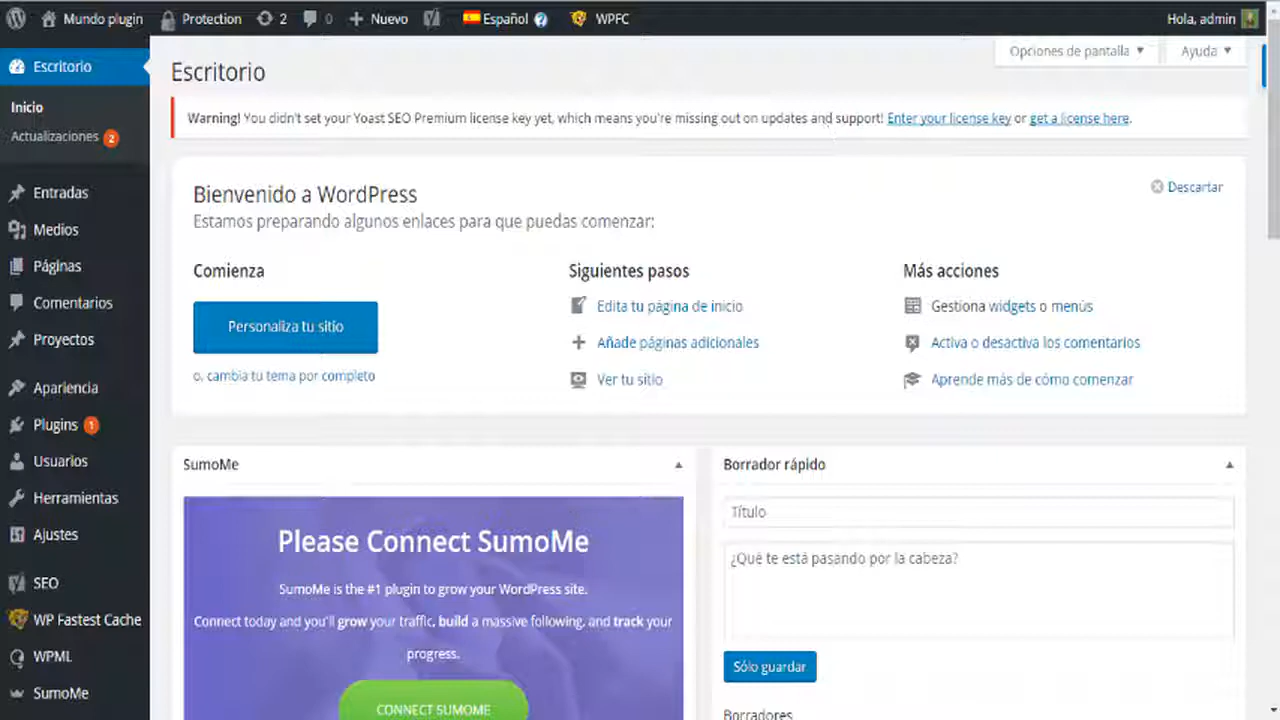 Mundo plugin
Protection
2
0
Nuevo
Español
WPFC
Hola, admin
Escritorio
Inicio
Actualizaciones 2
Entradas
Medios
Páginas
Comentarios
Proyectos
Apariencia
Plugins 1
Usuarios
Herramientas
Ajustes
SEO
WP Fastest Cache
WPML
SumoMe
Opciones de pantalla
Ayuda
Escritorio
Warning! You didn't set your Yoast SEO Premium license key yet, which means you're missing out on updates and support! Enter your license key or get a license here.
Bienvenido a WordPress
Descartar
Estamos preparando algunos enlaces para que puedas comenzar:
Comienza
Personaliza tu sitio
o, cambia tu tema por completo
Siguientes pasos
Edita tu página de inicio
Añade páginas adicionales
Ver tu sitio
Más acciones
Gestiona widgets o menús
Activa o desactiva los comentarios
Aprende más de cómo comenzar
SumoMe
Please Connect SumoMe
SumoMe is the #1 plugin to grow your WordPress site.
Connect today and you'll grow your traffic, build a massive following, and track your
progress.
CONNECT SUMOME
Borrador rápido
Título
¿Qué te está pasando por la cabeza?
Sólo guardar
Borradores